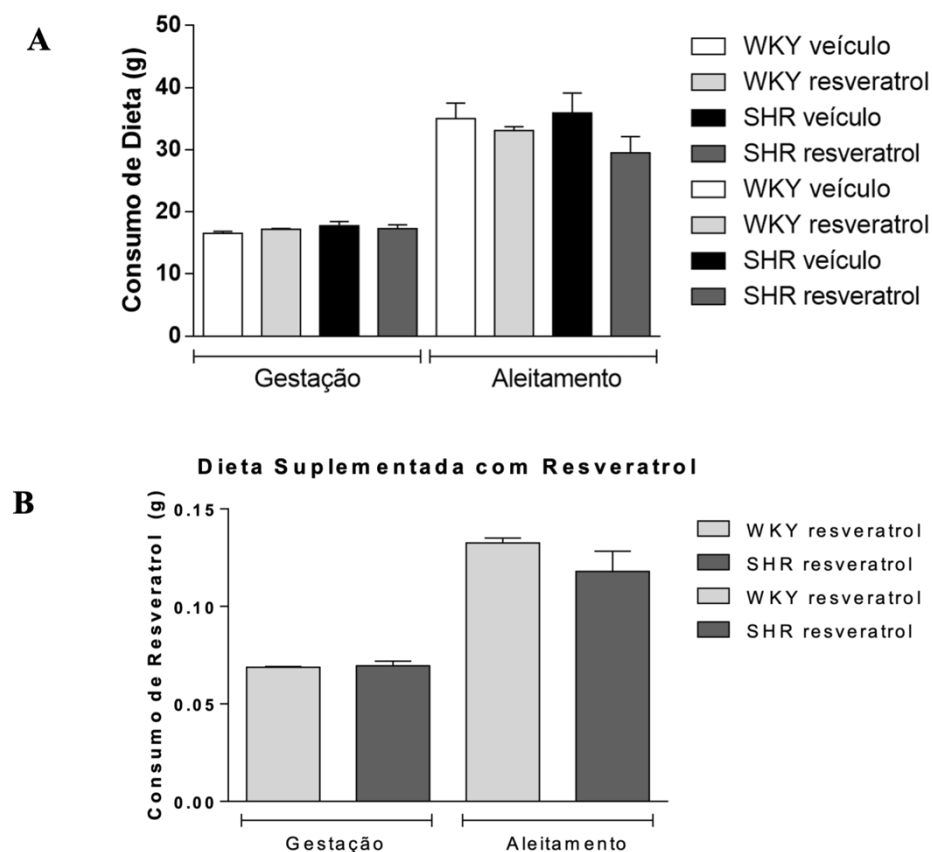 A
Consumo de Dieta (g)
50
40
30
20
10
0
Gestação
Aleitamento
WKY veículo
WKY resveratrol
SHR veículo
SHR resveratrol
WKY veículo
WKY resveratrol
SHR veículo
SHR resveratrol
B
Dieta Suplementada com Resveratrol
Consumo de Resveratrol (g)
0.15
0.10
0.05
0.00
Gestação
Aleitamento
WKY resveratrol
SHR resveratrol
WKY resveratrol
SHR resveratrol